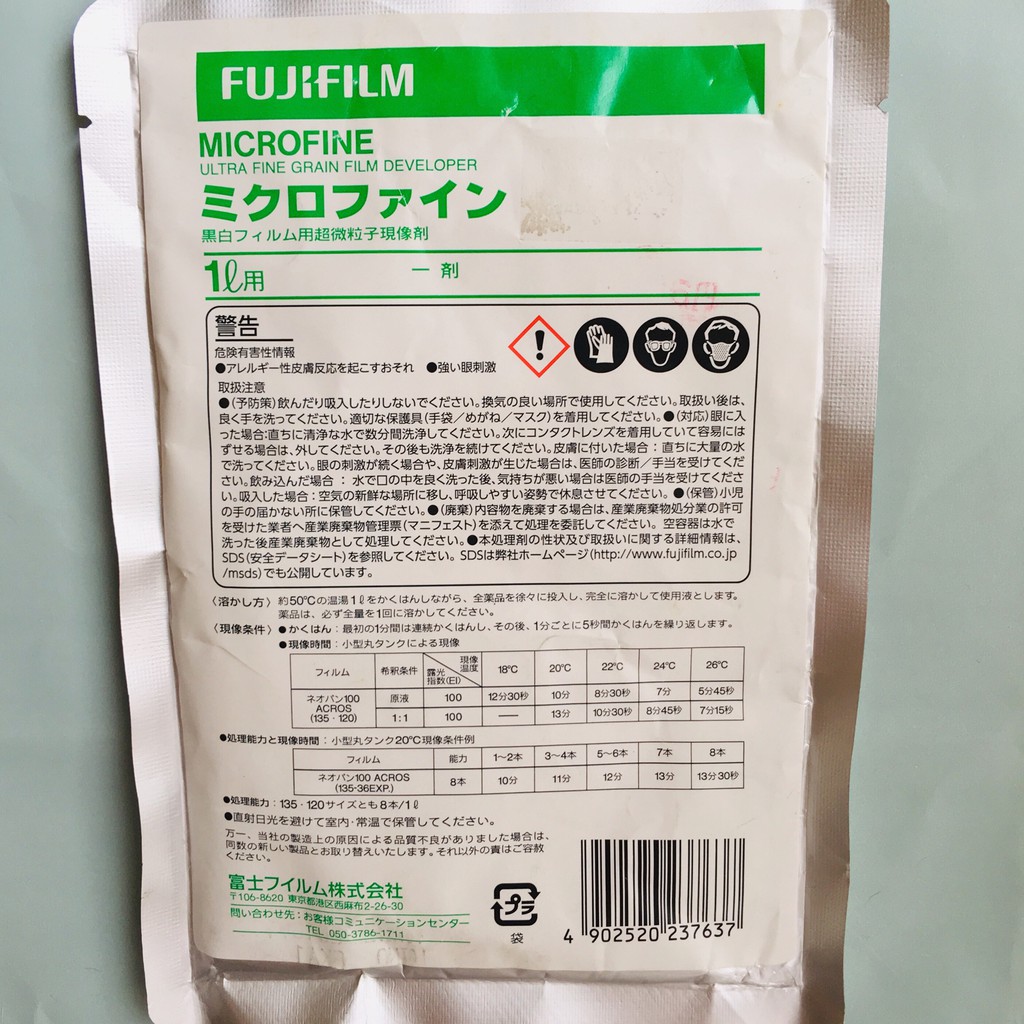 FUJIFILM
MICROFINE
ULTRA FINE GRAIN FILM DEVELOPER
ミクロファイン
黒白フィルム用超微粒子現像剤
1ℓ用 一剤
警告
危険有害性情報
●アレルギー性皮膚反応を起こすおそれ ●強い眼刺激
取扱注意
●(予防策)飲んだり吸入したりしないでください。換気の良い場所で使用してください。取扱い後は、
良く手を洗ってください。適切な保護具(手袋／めがね／マスク)を着用してください。●(対応)眼に入
った場合:直ちに清浄な水で数分間洗浄してください。次にコンタクトレンズを着用していて容易には
ずせる場合は、外してください。その後も洗浄を続けてください。皮膚に付いた場合：直ちに大量の水
で洗ってください。眼の刺激が続く場合や、皮膚刺激が生じた場合は、医師の診断／手当を受けてくだ
さい。飲み込んだ場合 ： 水で口の中を良く洗った後、気持ちが悪い場合は医師の手当を受けてくださ
い。吸入した場合：空気の新鮮な場所に移し、呼吸しやすい姿勢で休息させてください。●(保管)小児
の手の届かない所に保管してください。●(廃棄)内容物を廃棄する場合は、産業廃棄物処分業の許可
を受けた業者へ産業廃棄物管理票(マニフェスト)を添えて処理を委託してください。空容器は水で
洗った後産業廃棄物として処理してください。●本処理剤の性状及び取扱いに関する詳細情報は、
SDS(安全データシート)を参照してください。SDSは弊社ホームページ(http://www.fujifilm.co.jp
/msds)でも公開しています。
〈溶かし方〉 約50℃の温湯1ℓをかくはんしながら、全薬品を徐々に投入し、完全に溶かして使用液とします。
薬品は、必ず全量を1回に溶かしてください。
〈現像条件〉 ●かくはん：最初の1分間は連続かくはんし、その後、1分ごとに5秒間かくはんを繰り返します。
●現像時間：小型丸タンクによる現像
フィルム 希釈条件 露光指数(EI) 現像温度 18℃ 20℃ 22℃ 24℃ 26℃
ネオパン100 ACROS (135・120) 原液 100 12分30秒 10分 8分30秒 7分 5分45秒
1:1 100 — 13分 10分30秒 8分45秒 7分15秒
●処理能力と現像時間：小型丸タンク20℃現像条件例
フィルム 能力 1〜2本 3〜4本 5〜6本 7本 8本
ネオパン100 ACROS (135-36EXP.) 8本 10分 11分 12分 13分 13分30秒
●処理能力：135・120サイズとも8本/1ℓ
●直射日光を避けて室内・常温で保管してください。
万一、当社の製造上の原因による品質不良がありました場合は、
同数の新しい製品とお取り替えいたします。それ以外の責はご容赦
ください。
富士フイルム株式会社
〒106-8620 東京都港区西麻布2-26-30
問い合わせ先：お客様コミュニケーションセンター
TEL 050-3786-1711
プラ
袋
4 902520 237637